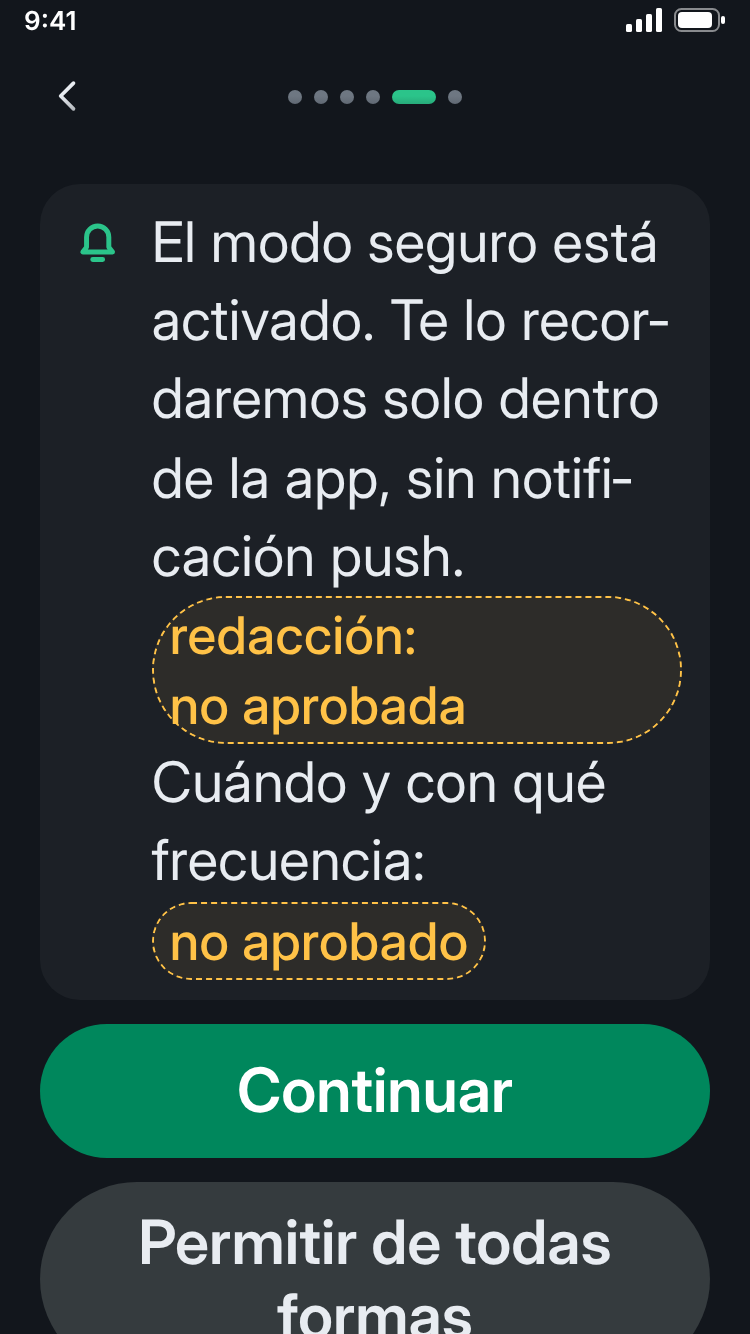 9:41
El modo seguro está
activado. Te lo recor-
daremos solo dentro
de la app, sin notifi-
cación push.
redacción:
no aprobada
Cuándo y con qué
frecuencia:
no aprobado
Continuar
Permitir de todas
formas